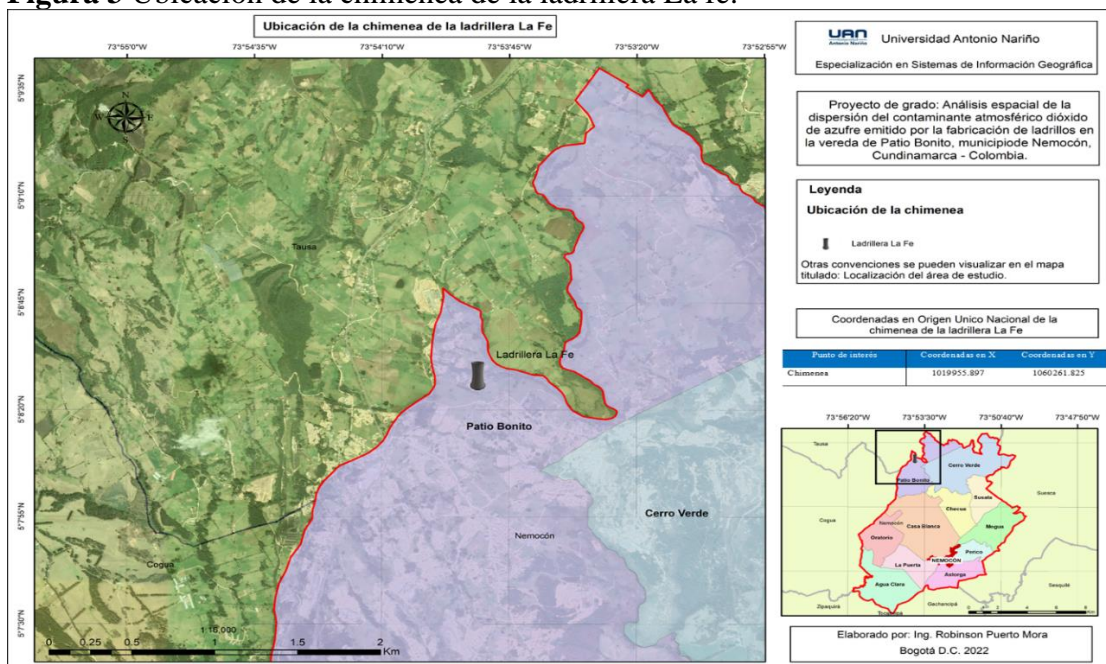 Figura 3 Ubicación de la chimenea de la ladrillera La fe.
Ubicación de la chimenea de la ladrillera La Fe
73°55'0"W 73°54'35"W 73°54'10"W 73°53'45"W 73°53'20"W 73°52'55"W
5°9'35"N
5°9'10"N
5°8'45"N
5°8'20"N
5°7'55"N
5°7'30"N
N
W E
S
Tausa
Ladrillera La Fe
Patio Bonito
Cerro Verde
Nemocón
Cogua
1:16.000
0 0.25 0.5 1 1.5 2
Km
UAN
Antonio Nariño
Universidad Antonio Nariño
Especialización en Sistemas de Información Geográfica
Proyecto de grado: Análisis espacial de la
dispersión del contaminante atmosférico dióxido
de azufre emitido por la fabricación de ladrillos en
la vereda de Patio Bonito, municipiode Nemocón,
Cundinamarca - Colombia.
Leyenda
Ubicación de la chimenea
Ladrillera La Fe
Otras convenciones se pueden visualizar en el mapa
titulado: Localización del área de estudio.
Coordenadas en Origen Unico Nacional de la
chimenea de la ladrillera La Fe
Punto de interés Coordenadas en X Coordenadas en Y
Chimenea 1019955.897 1060261.825
73°56'20"W 73°53'30"W 73°50'40"W 73°47'50"W
Tausa
Cerro Verde
Patio Bonito
Susata
Suesca
Checua
Cogua
Nemocón
Casa Blanca
Mogua
Oratorio
Perico
NEMOCÓN
La Puerta
Astorga
Agua Clara
Sesquilé
Zipaquirá
Gachancipá
Elaborado por: Ing. Robinson Puerto Mora
Bogotá D.C. 2022